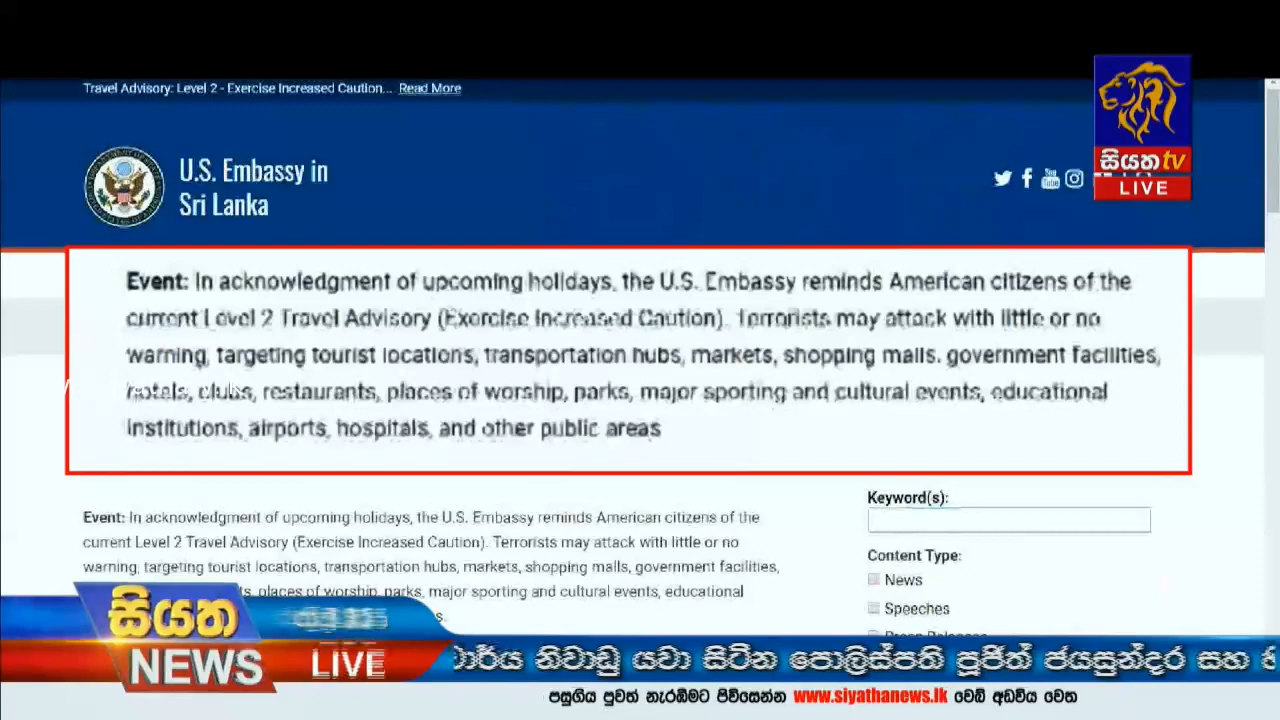 Travel Advisory: Level 2 - Exercise Increased Caution... Read More
සියත tv
LIVE
U.S. Embassy in
Sri Lanka
Event: In acknowledgment of upcoming holidays, the U.S. Embassy reminds American citizens of the
current Level 2 Travel Advisory (Exercise Increased Caution). Terrorists may attack with little or no
warning, targeting tourist locations, transportation hubs, markets, shopping malls, government facilities,
hotels, clubs, restaurants, places of worship, parks, major sporting and cultural events, educational
institutions, airports, hospitals, and other public areas
Event: In acknowledgment of upcoming holidays, the U.S. Embassy reminds American citizens of the
current Level 2 Travel Advisory (Exercise Increased Caution). Terrorists may attack with little or no
warning, targeting tourist locations, transportation hubs, markets, shopping malls, government facilities,
places of worship, parks, major sporting and cultural events, educational
Keyword(s):
Content Type:
News
Speeches
Press Releases
සියත
NEWS
LIVE
නිවාඩු යවා සිටින පොලිස්පති පූජිත් ජයසුන්දර සහ
පසුගිය පුවත් නැරඹීමට පිවිසෙන්න www.siyathanews.lk වෙබ් අඩවිය වෙත